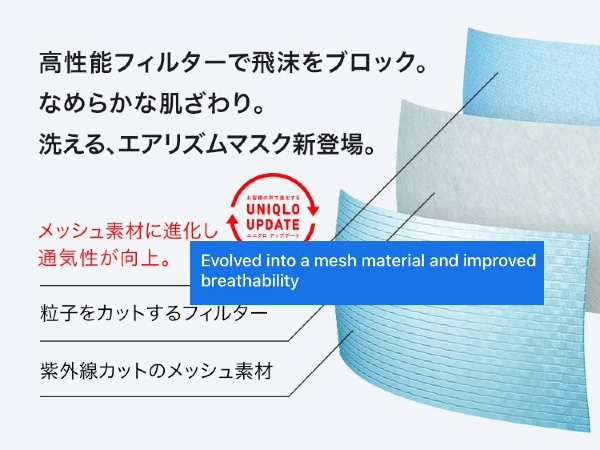 高性能フィルターで飛沫をブロック。
なめらかな肌ざわり。
洗える、エアリズムマスク新登場。
お客様の声で進化する
UNIQLO
UPDATE
ユニクロ アップデート
メッシュ素材に進化し
通気性が向上。
Evolved into a mesh material and improved
breathability
粒子をカットするフィルター
紫外線カットのメッシュ素材